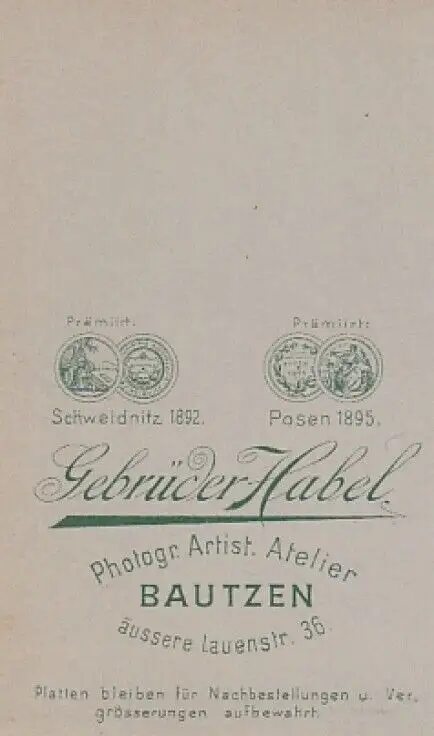 Prämiirt. Prämiirt:
Schweidnitz 1892. Posen 1895.
Gebrüder Habel.
Photogr. Artist. Atelier
BAUTZEN
äussere Lauenstr. 36.
Platten bleiben für Nachbestellungen u. Ver,
grösserungen aufbewahrt.